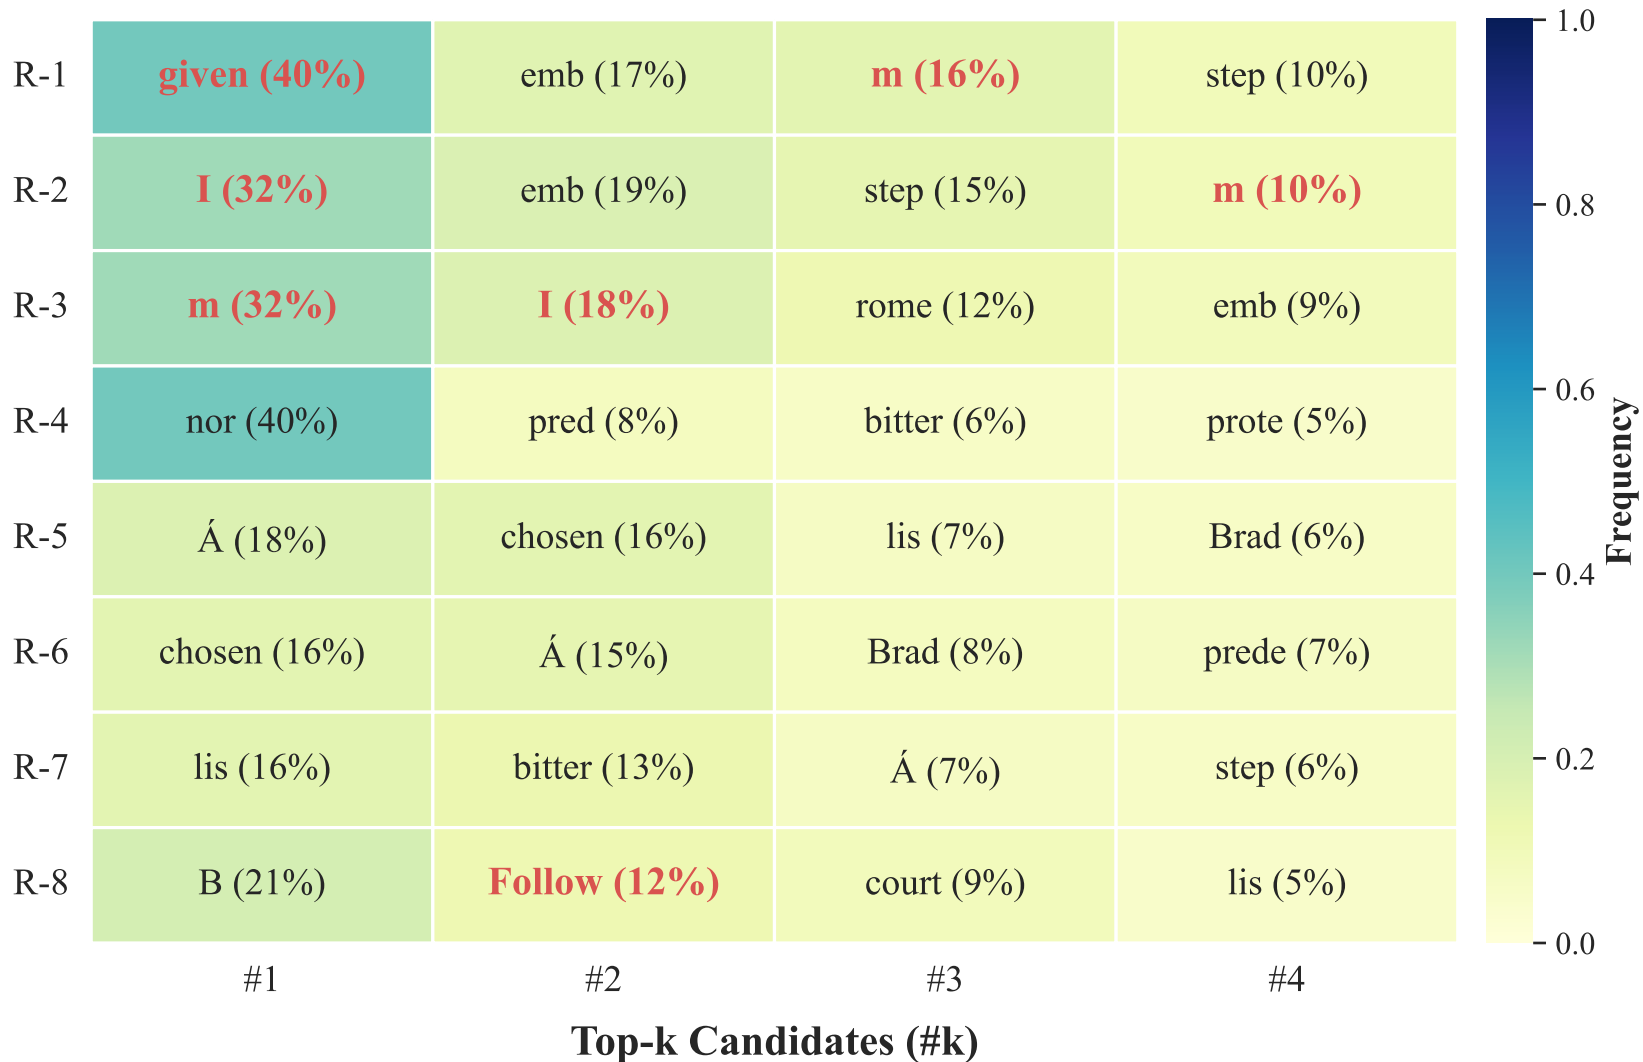 R-1 given (40%) emb (17%) m (16%) step (10%)
R-2 I (32%) emb (19%) step (15%) m (10%)
R-3 m (32%) I (18%) rome (12%) emb (9%)
R-4 nor (40%) pred (8%) bitter (6%) prote (5%)
R-5 Á (18%) chosen (16%) lis (7%) Brad (6%)
R-6 chosen (16%) Á (15%) Brad (8%) prede (7%)
R-7 lis (16%) bitter (13%) Á (7%) step (6%)
R-8 B (21%) Follow (12%) court (9%) lis (5%)
#1 #2 #3 #4
Top-k Candidates (#k)
1.0
0.8
0.6
0.4
0.2
0.0
Frequency